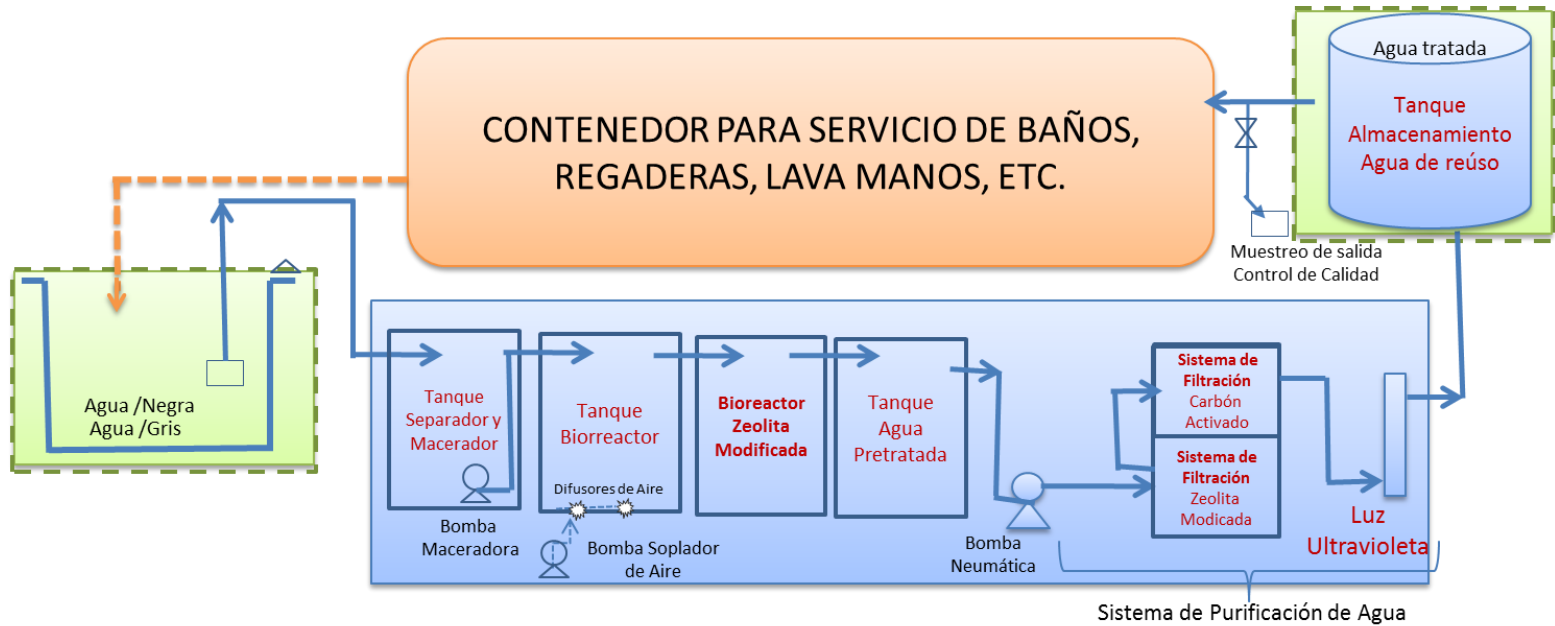 Agua tratada
Tanque
Almacenamiento
Agua de reúso
CONTENEDOR PARA SERVICIO DE BAÑOS,
REGADERAS, LAVA MANOS, ETC.
Muestreo de salida
Control de Calidad
Agua /Negra
Agua /Gris
Tanque
Separador y
Macerador
Bomba
Maceradora
Tanque
Biorreactor
Difusores de Aire
Bomba Soplador
de Aire
Bioreactor
Zeolita
Modificada
Tanque
Agua
Pretratada
Bomba
Neumática
Sistema de
Filtración
Carbón
Activado
Sistema de
Filtración
Zeolita
Modicada
Luz
Ultravioleta
Sistema de Purificación de Agua